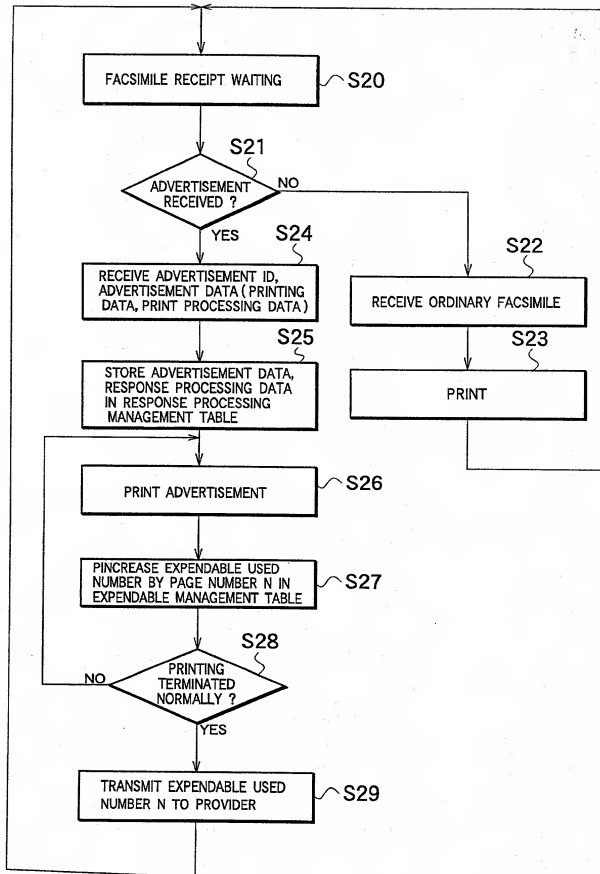 FACSIMILE RECEIPT WAITING
S20
S21
ADVERTISEMENT
RECEIVED ?
NO
YES
S24
RECEIVE ADVERTISEMENT ID,
ADVERTISEMENT DATA (PRINTING
DATA, PRINT PROCESSING DATA)
S22
RECEIVE ORDINARY FACSIMILE
S25
STORE ADVERTISEMENT DATA,
RESPONSE PROCESSING DATA
IN RESPONSE PROCESSING
MANAGEMENT TABLE
S23
PRINT
PRINT ADVERTISEMENT
S26
PINCREASE EXPENDABLE USED
NUMBER BY PAGE NUMBER N IN
EXPENDABLE MANAGEMENT TABLE
S27
S28
PRINTING
TERMINATED
NORMALLY ?
NO
YES
TRANSMIT EXPENDABLE USED
NUMBER N TO PROVIDER
S29